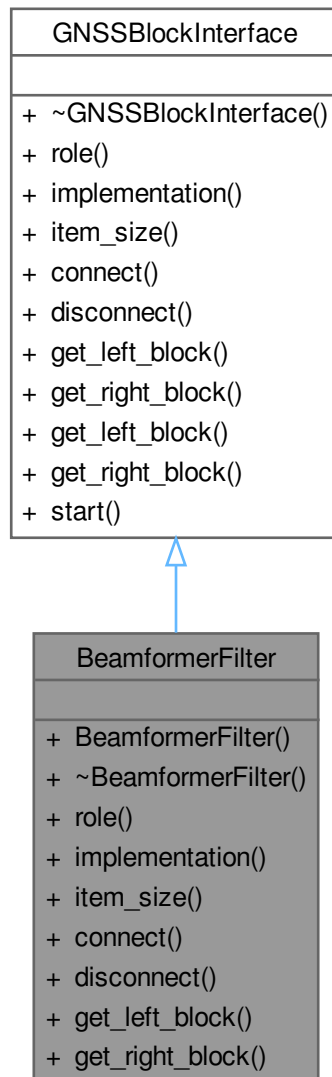 GNSSBlockInterface
+ ~GNSSBlockInterface()
+ role()
+ implementation()
+ item_size()
+ connect()
+ disconnect()
+ get_left_block()
+ get_right_block()
+ get_left_block()
+ get_right_block()
+ start()
BeamformerFilter
+ BeamformerFilter()
+ ~BeamformerFilter()
+ role()
+ implementation()
+ item_size()
+ connect()
+ disconnect()
+ get_left_block()
+ get_right_block()